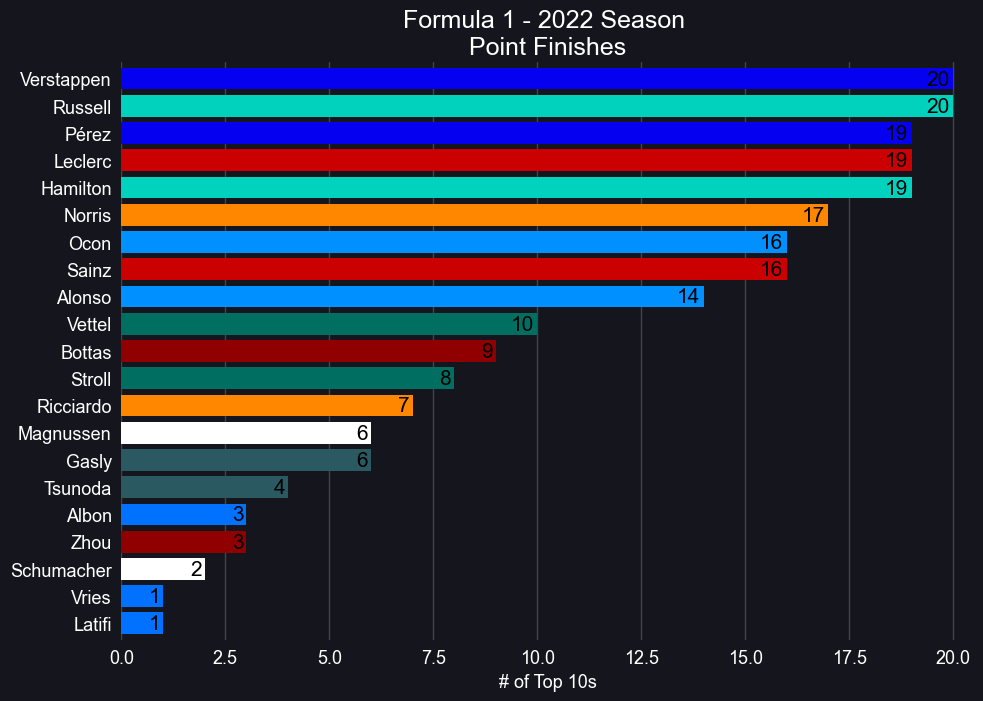 Formula 1 - 2022 Season
Point Finishes
Verstappen 20
Russell 20
Pérez 19
Leclerc 19
Hamilton 19
Norris 17
Ocon 16
Sainz 16
Alonso 14
Vettel 10
Bottas 9
Stroll 8
Ricciardo 7
Magnussen 6
Gasly 6
Tsunoda 4
Albon 3
Zhou 3
Schumacher 2
Vries 1
Latifi 1
0.0 2.5 5.0 7.5 10.0 12.5 15.0 17.5 20.0
# of Top 10s